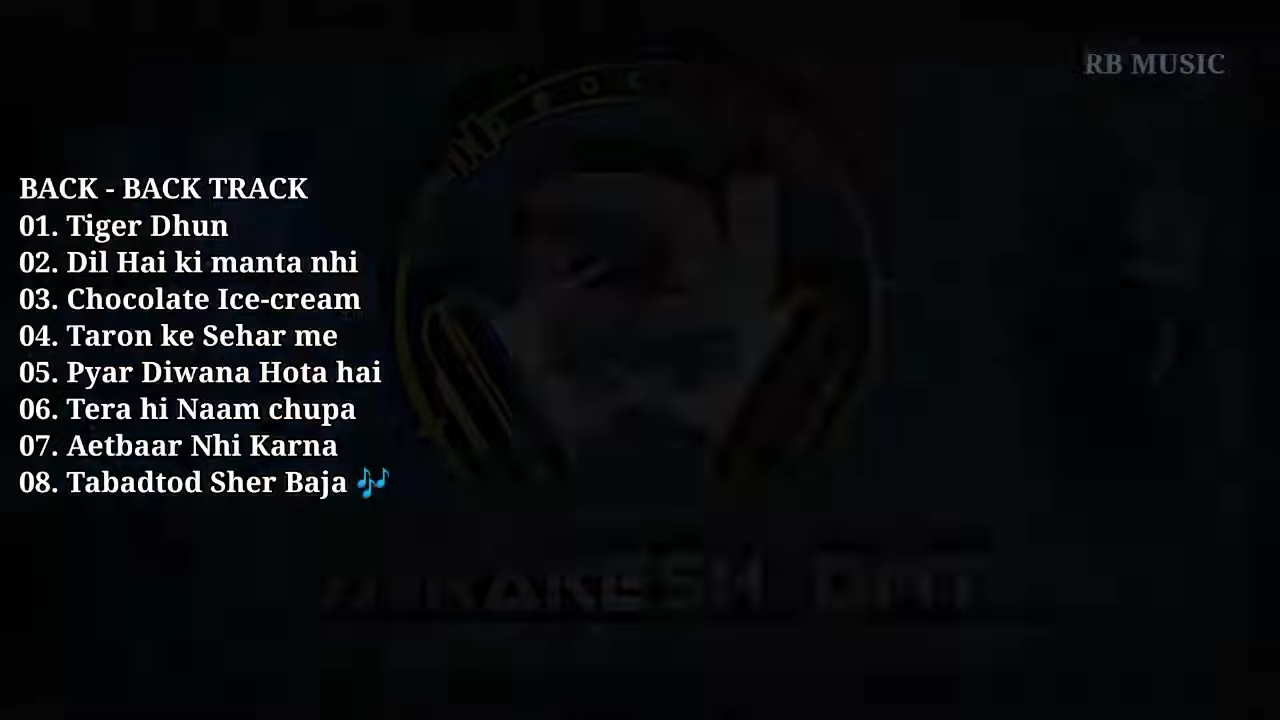 RB MUSIC
BACK - BACK TRACK
01. Tiger Dhun
02. Dil Hai ki manta nhi
03. Chocolate Ice-cream
04. Taron ke Sehar me
05. Pyar Diwana Hota hai
06. Tera hi Naam chupa
07. Aetbaar Nhi Karna
08. Tabadtod Sher Baja 🎶
RAKESH